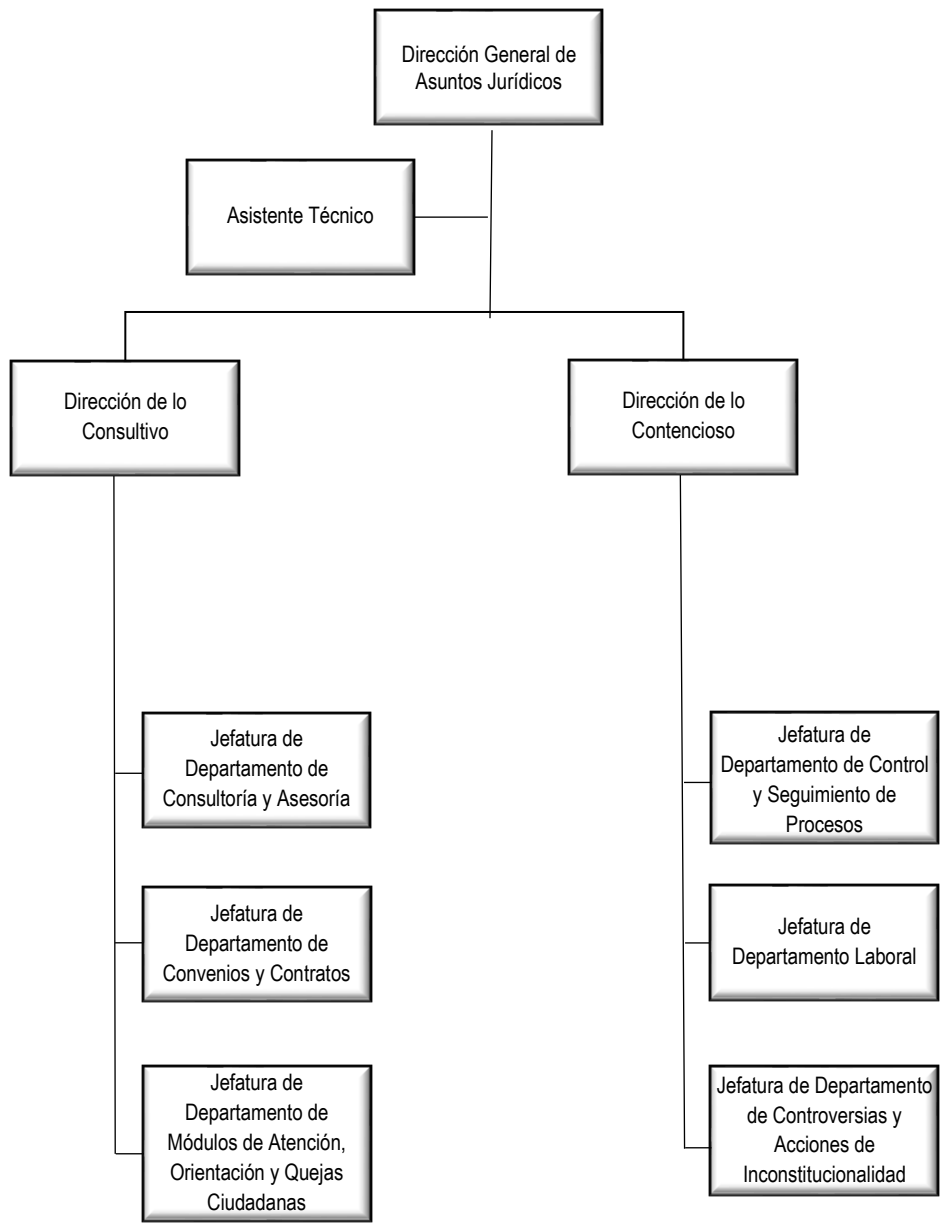 Dirección General de
Asuntos Jurídicos
Asistente Técnico
Dirección de lo
Consultivo
Dirección de lo
Contencioso
Jefatura de
Departamento de
Consultoría y Asesoría
Jefatura de
Departamento de Control
y Seguimiento de
Procesos
Jefatura de
Departamento de
Convenios y Contratos
Jefatura de
Departamento Laboral
Jefatura de
Departamento de
Módulos de Atención,
Orientación y Quejas
Ciudadanas
Jefatura de Departamento
de Controversias y
Acciones de
Inconstitucionalidad